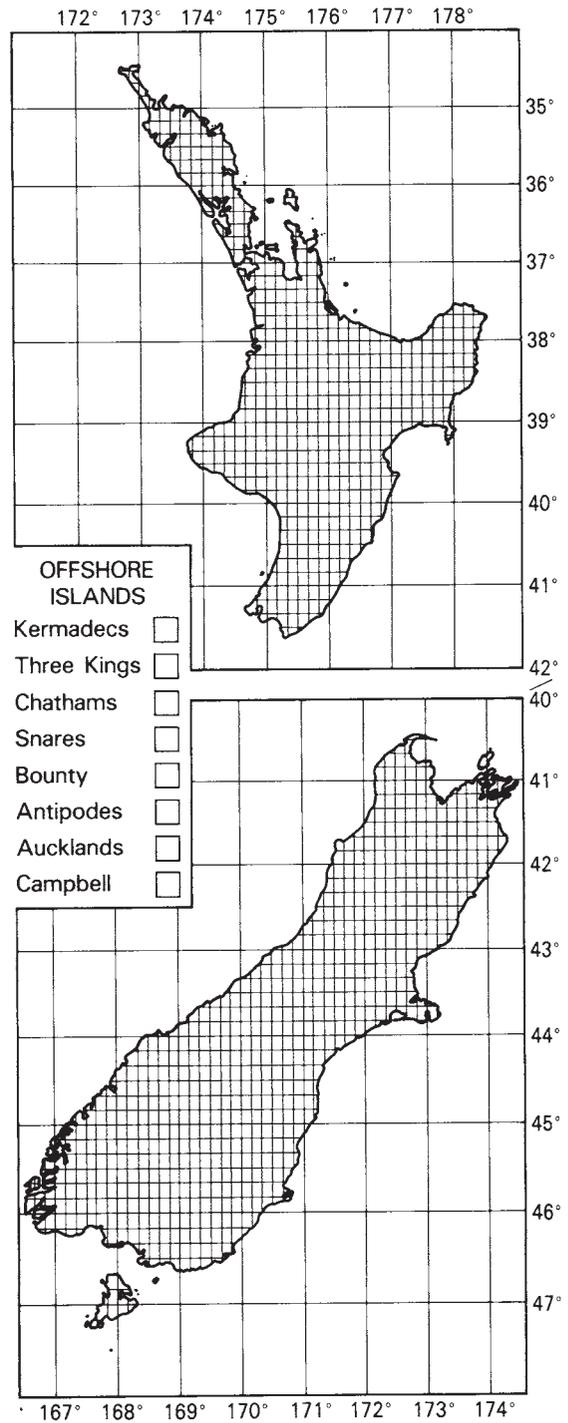 172° 173° 174° 175° 176° 177° 178°
35°
36°
37°
38°
39°
40°
41°
42°
OFFSHORE
ISLANDS
Kermadecs
Three Kings
Chathams
Snares
Bounty
Antipodes
Aucklands
Campbell
40°
41°
42°
43°
44°
45°
46°
47°
167° 168° 169° 170° 171° 172° 173° 174°